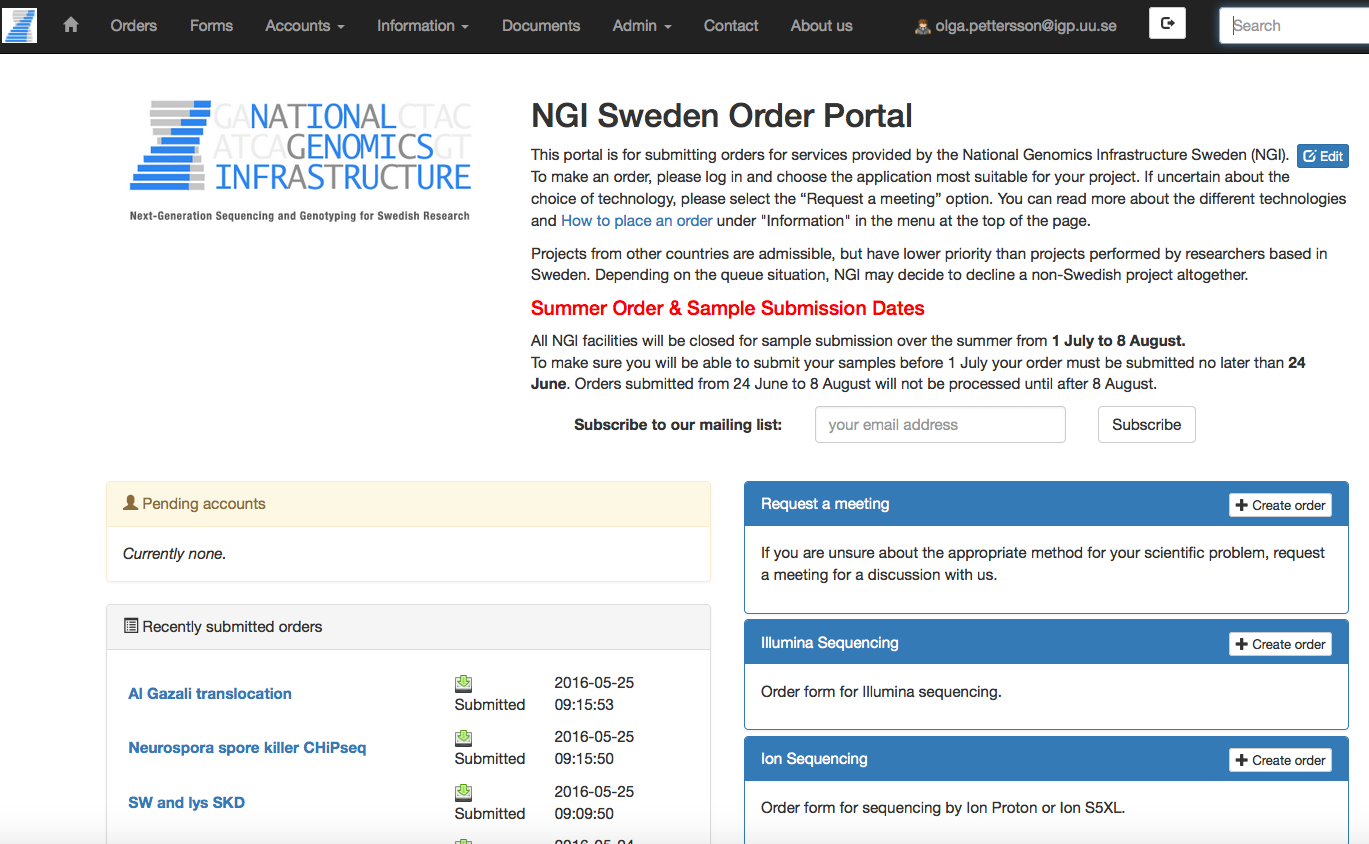 Orders Forms Accounts Information Documents Admin Contact About us olga.pettersson@igp.uu.se Search
GANATIONALCTAC
ATCAGENOMICSGT
INFRASTRUCTURE
Next-Generation Sequencing and Genotyping for Swedish Research
NGI Sweden Order Portal
This portal is for submitting orders for services provided by the National Genomics Infrastructure Sweden (NGI). Edit
To make an order, please log in and choose the application most suitable for your project. If uncertain about the
choice of technology, please select the “Request a meeting” option. You can read more about the different technologies
and How to place an order under "Information" in the menu at the top of the page.
Projects from other countries are admissible, but have lower priority than projects performed by researchers based in
Sweden. Depending on the queue situation, NGI may decide to decline a non-Swedish project altogether.
Summer Order & Sample Submission Dates
All NGI facilities will be closed for sample submission over the summer from 1 July to 8 August.
To make sure you will be able to submit your samples before 1 July your order must be submitted no later than 24
June. Orders submitted from 24 June to 8 August will not be processed until after 8 August.
Subscribe to our mailing list: your email address Subscribe
Pending accounts
Currently none.
Recently submitted orders
Al Gazali translocation
Submitted
2016-05-25
09:15:53
Neurospora spore killer CHiPseq
Submitted
2016-05-25
09:15:50
SW and lys SKD
Submitted
2016-05-25
09:09:50
Request a meeting Create order
If you are unsure about the appropriate method for your scientific problem, request
a meeting for a discussion with us.
Illumina Sequencing Create order
Order form for Illumina sequencing.
Ion Sequencing Create order
Order form for sequencing by Ion Proton or Ion S5XL.